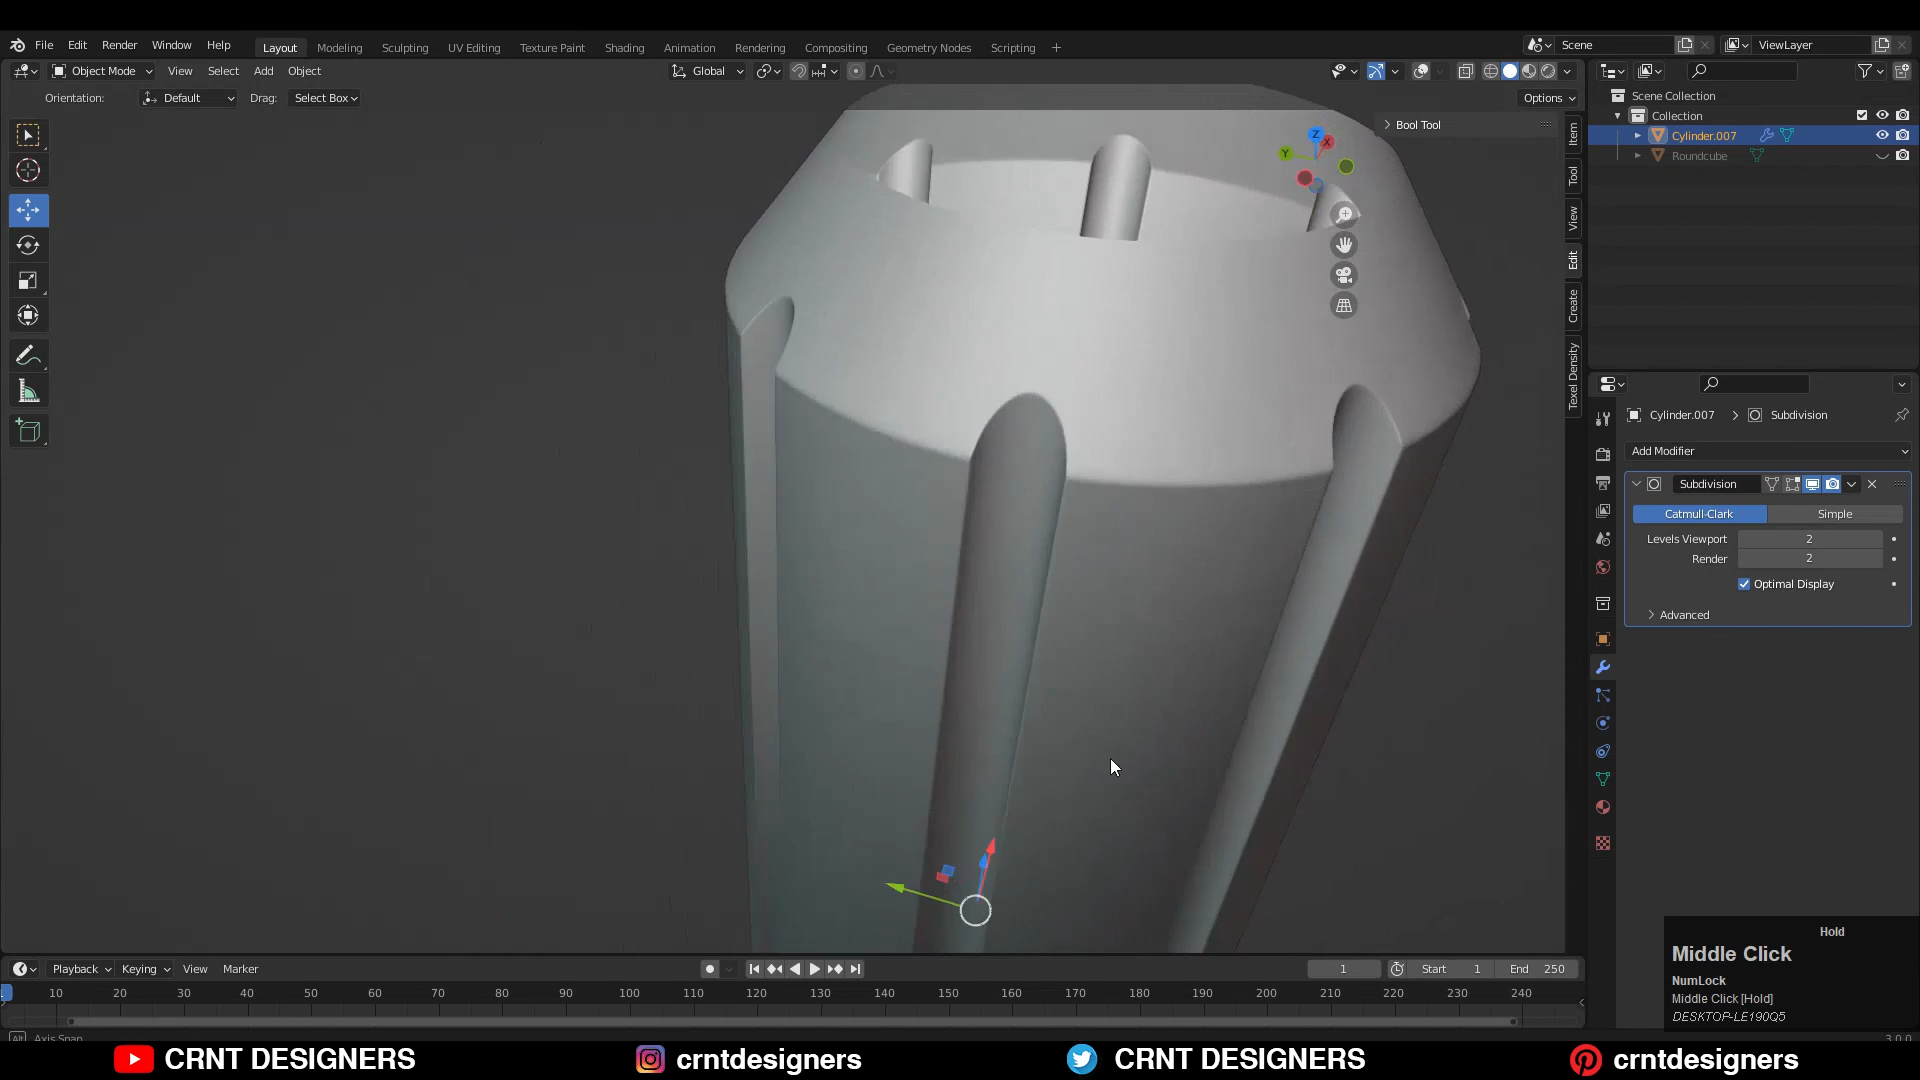 File Edit Render Window Help
Layout Modeling Sculpting UV Editing Texture Paint Shading Animation Rendering Compositing Geometry Nodes Scripting +
Scene
ViewLayer
Object Mode View Select Add Object
Global
Orientation: Default Drag: Select Box
Options
Bool Tool
Z
X
Y
Item
Tool
View
Edit
Create
Texel Density
Scene Collection
Collection
Cylinder.007
Roundcube
Cylinder.007 > Subdivision
Add Modifier
Subdivision
Catmull-Clark Simple
Levels Viewport 2
Render 2
Optimal Display
Advanced
Hold
Middle Click
NumLock
Middle Click [Hold]
DESKTOP-LE190Q5
Playback Keying View Marker
1 Start 1 End 250
10 20 30 40 50 60 70 80 90 100 110 120 130 140 150 160 170 180 190 200 210 220 230 240
Alt Axis Snap
3.0.0
CRNT DESIGNERS crntdesigners CRNT DESIGNERS crntdesigners